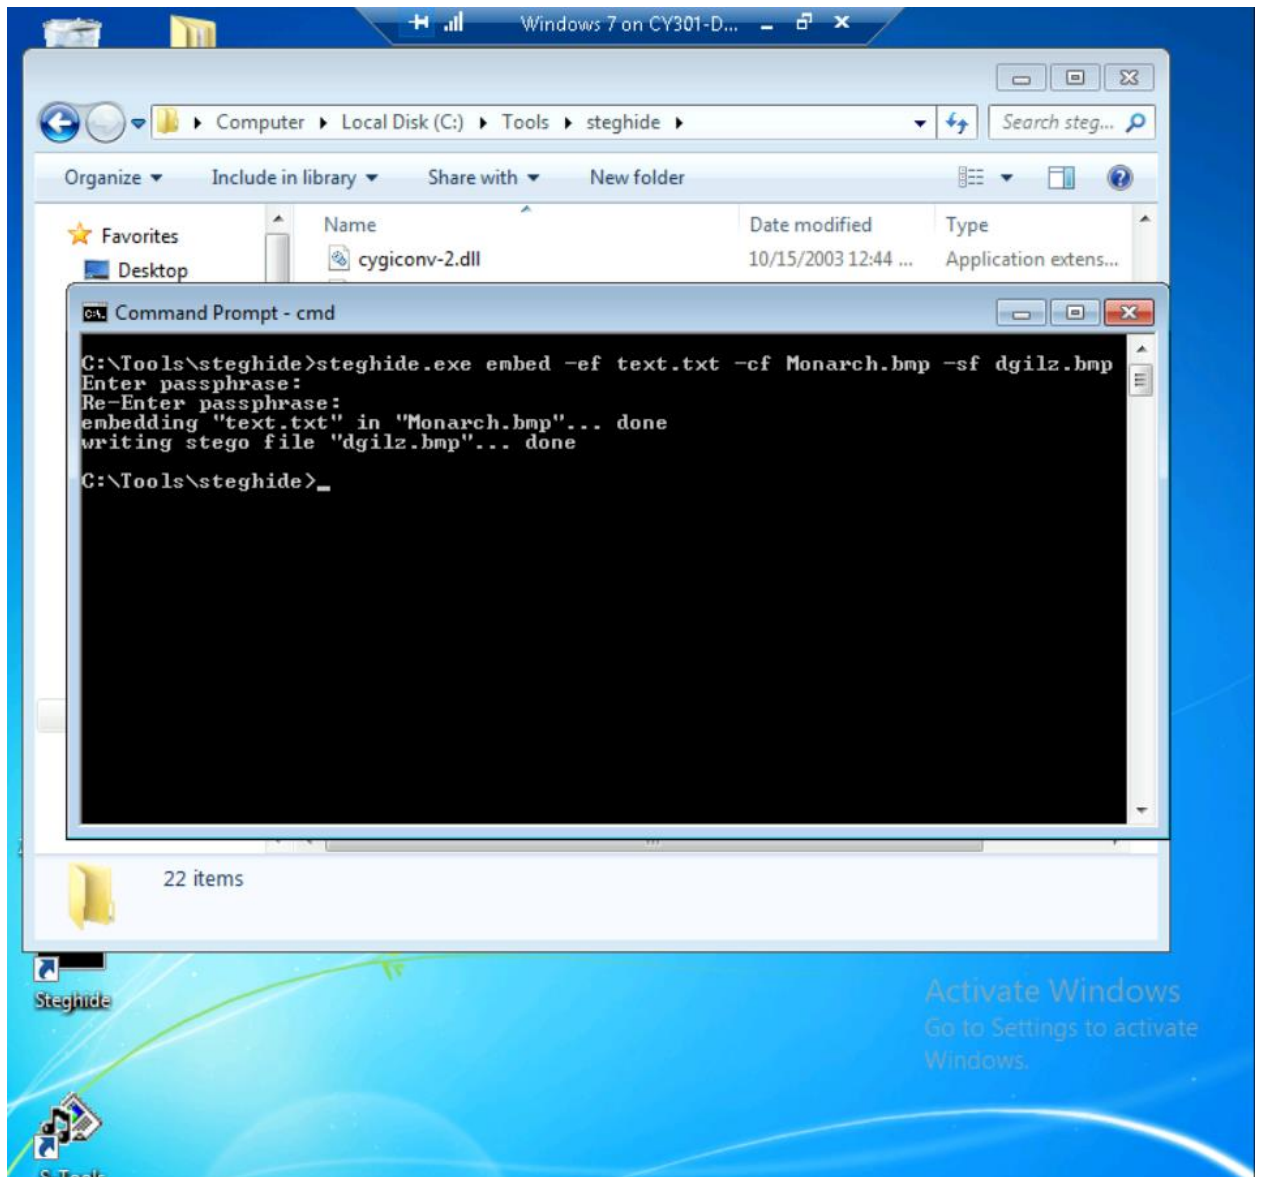 Windows 7 on CY301-D...
Computer Local Disk (C:) Tools steghide
Search steg...
Organize Include in library Share with New folder
Name Date modified Type
Favorites
cygiconv-2.dll 10/15/2003 12:44 ... Application extens...
Desktop
Command Prompt - cmd
C:\Tools\steghide>steghide.exe embed -ef text.txt -cf Monarch.bmp -sf dgilz.bmp
Enter passphrase:
Re-Enter passphrase:
embedding "text.txt" in "Monarch.bmp"... done
writing stego file "dgilz.bmp"... done
C:\Tools\steghide>_
22 items
Steghide
Activate Windows
Go to Settings to activate
Windows.